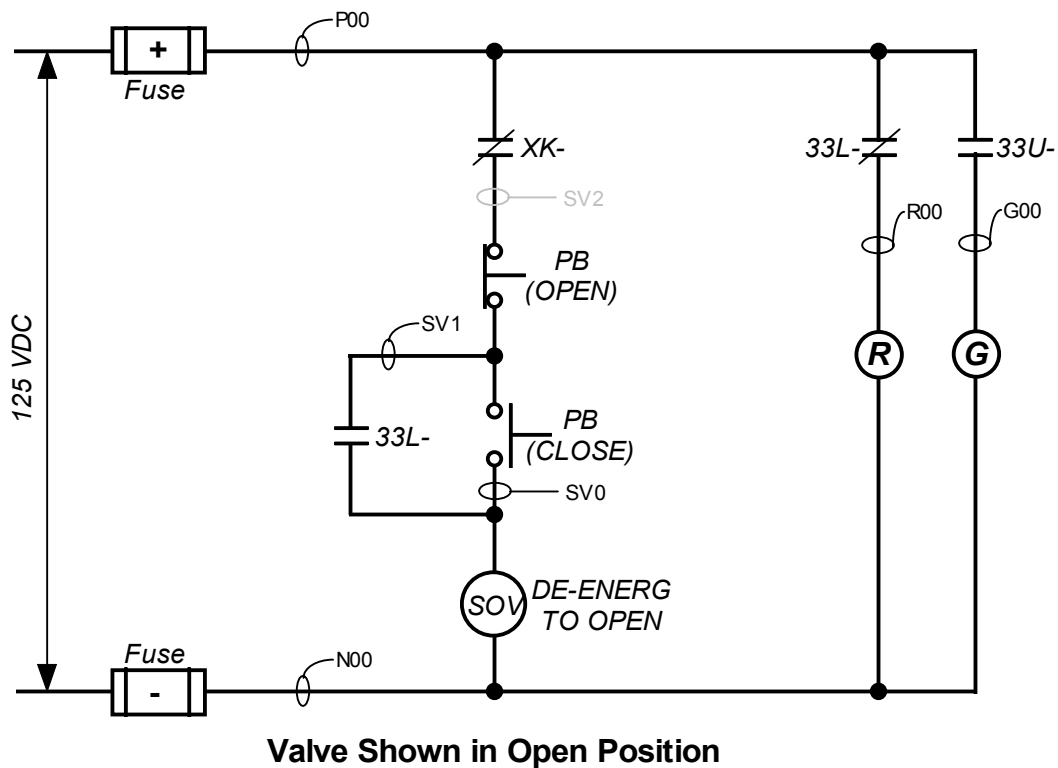 P00
+
Fuse
XK-
33L-
33U-
SV2
R00
G00
PB
(OPEN)
SV1
125 VDC
R
G
33L-
PB
(CLOSE)
SV0
SOV
DE-ENERG
TO OPEN
Fuse
-
N00
Valve Shown in Open Position